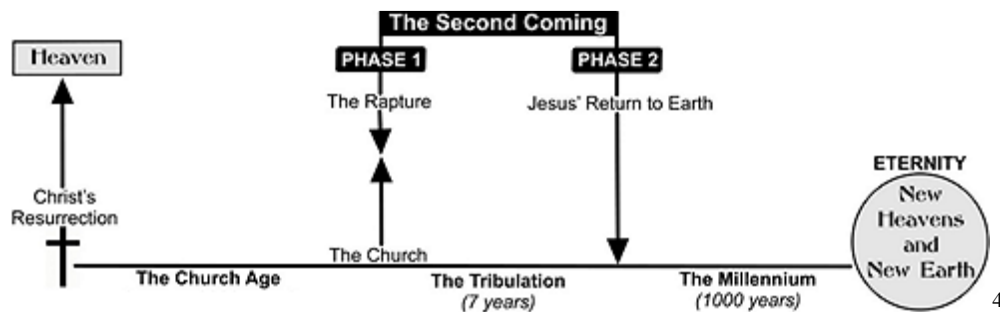 The Second Coming
Heaven
PHASE 1
PHASE 2
The Rapture
Jesus' Return to Earth
Christ's
Resurrection
The Church
ETERNITY
New
Heavens
and
New Earth
The Church Age
The Tribulation
(7 years)
The Millennium
(1000 years)
4